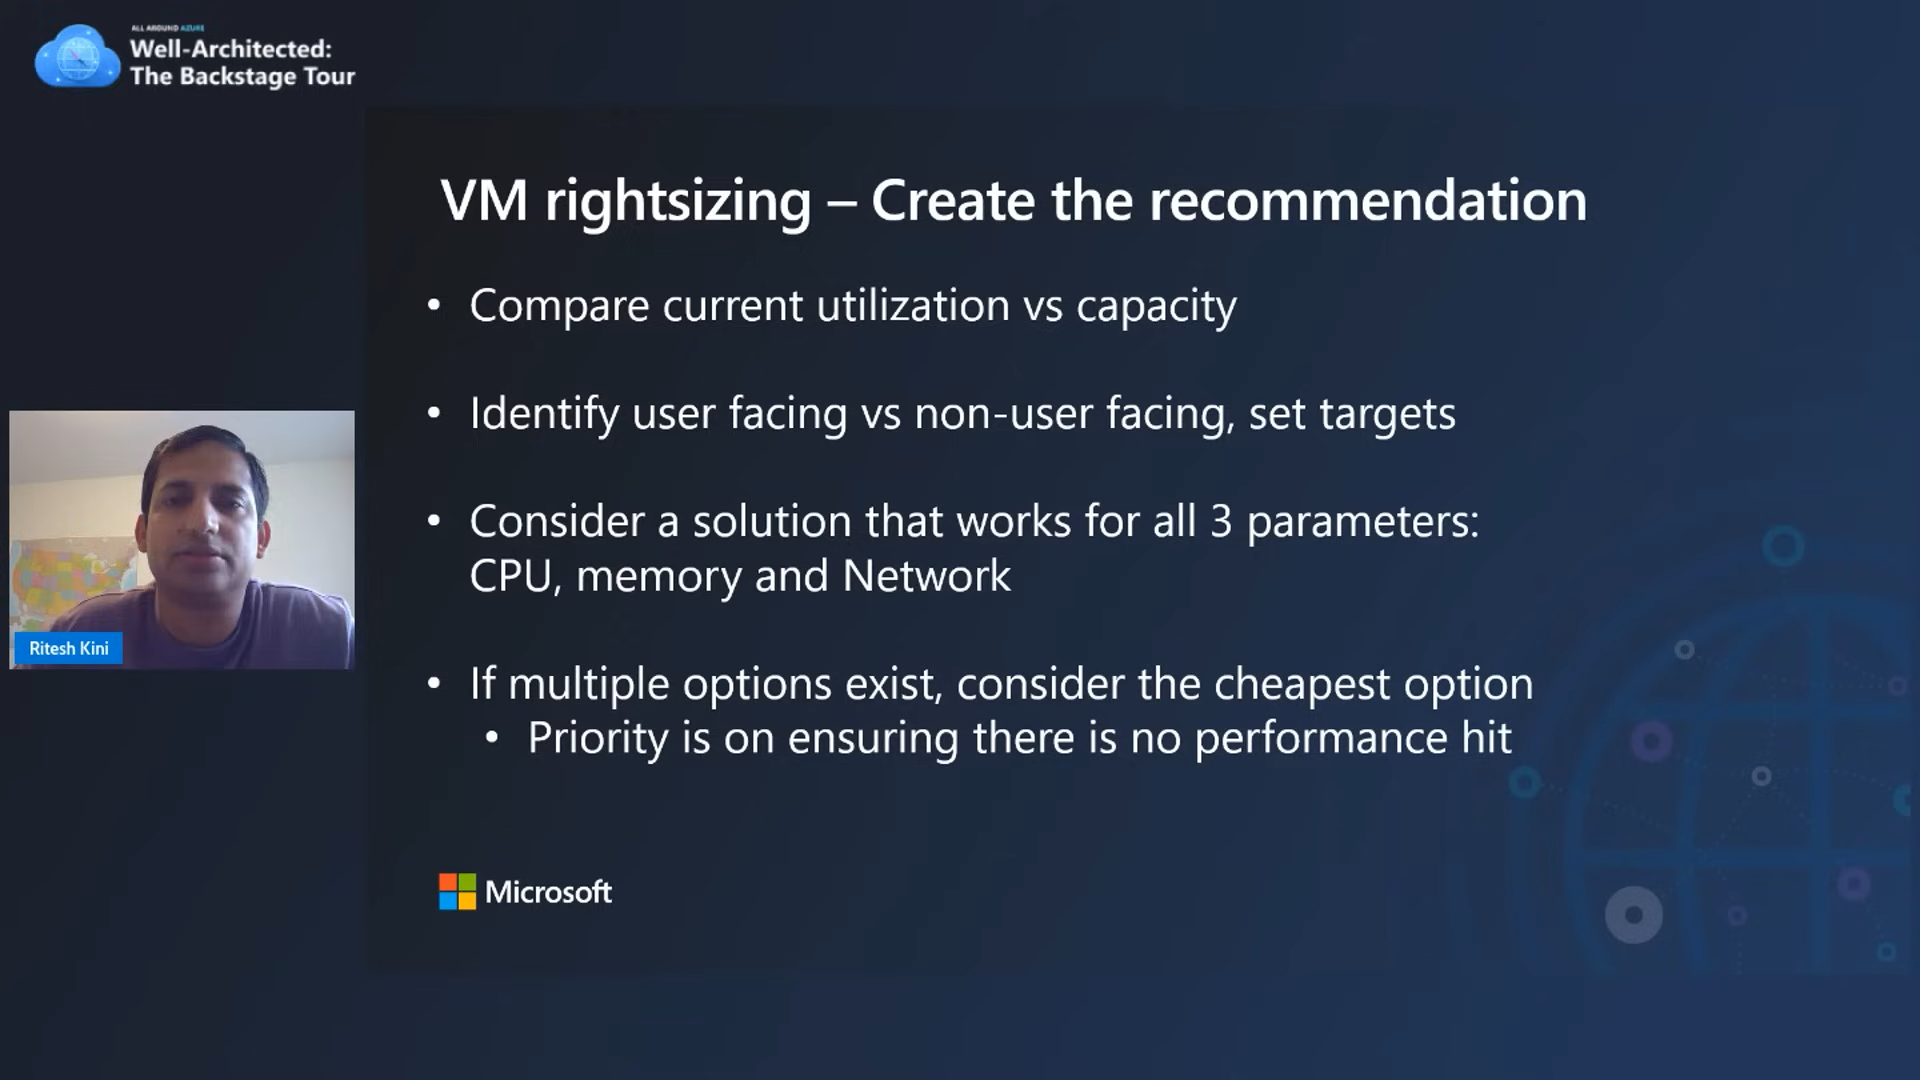 ALL AROUND AZURE
Well-Architected:
The Backstage Tour
VM rightsizing – Create the recommendation
• Compare current utilization vs capacity
• Identify user facing vs non-user facing, set targets
• Consider a solution that works for all 3 parameters:
CPU, memory and Network
• If multiple options exist, consider the cheapest option
• Priority is on ensuring there is no performance hit
Ritesh Kini
Microsoft